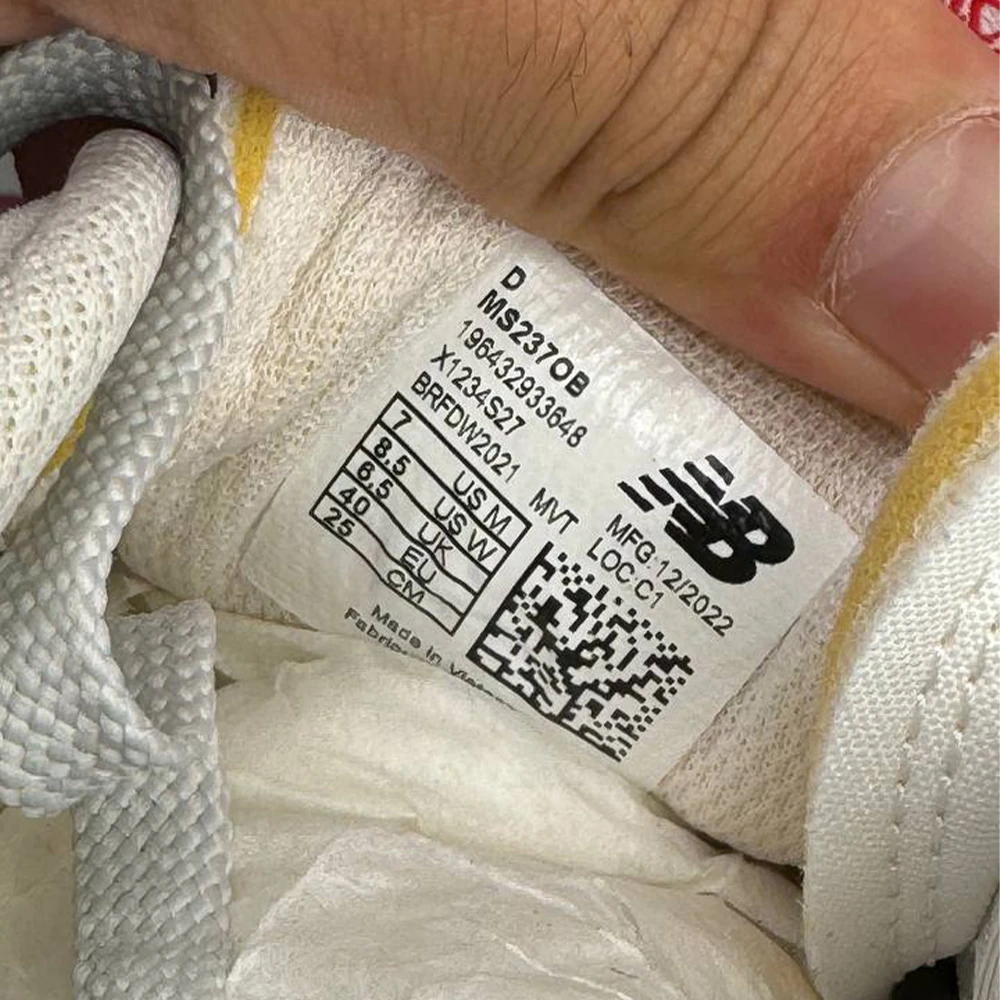 D
MS237OB
196432933648
X1234S27
BRFDW2021 MVT
7 US M
8.5 US W
6.5 UK
40 EU
25 CM
NB
MFG:12/2022
LOC:C1
Made in